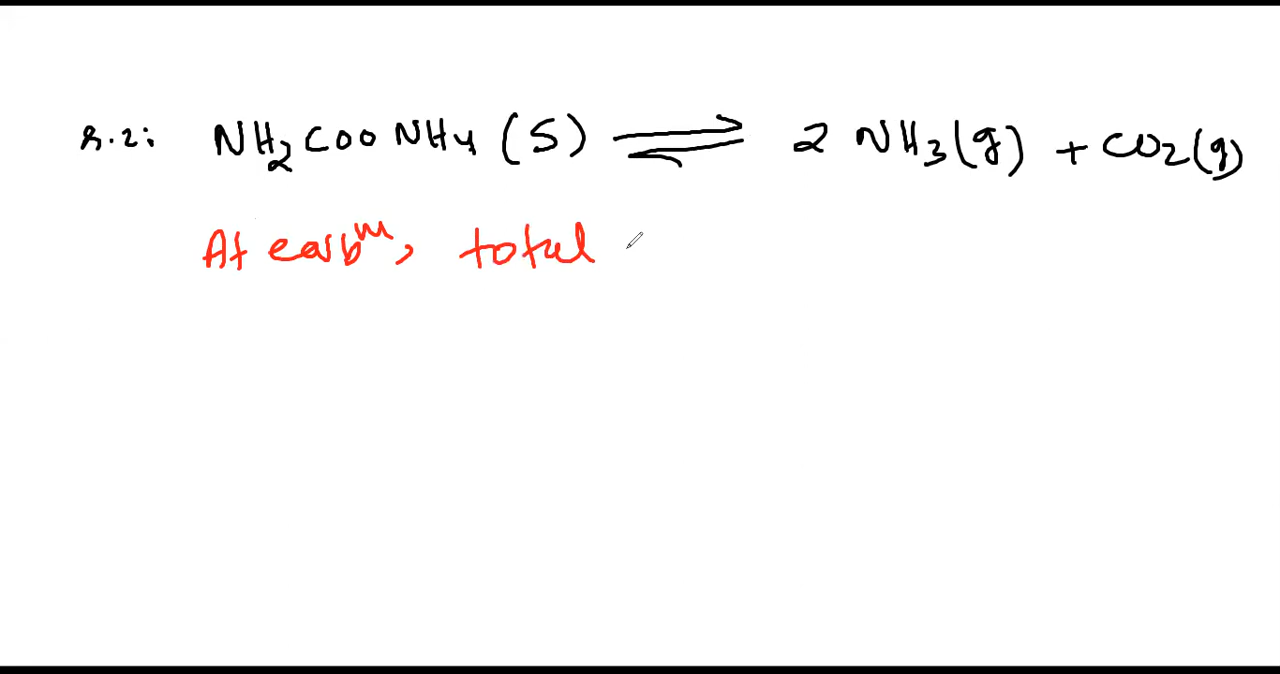 2 NH₂COONH₄ (S) ⇌ 2 NH₃(g) + CO₂(g)
At eqbᵐ, total